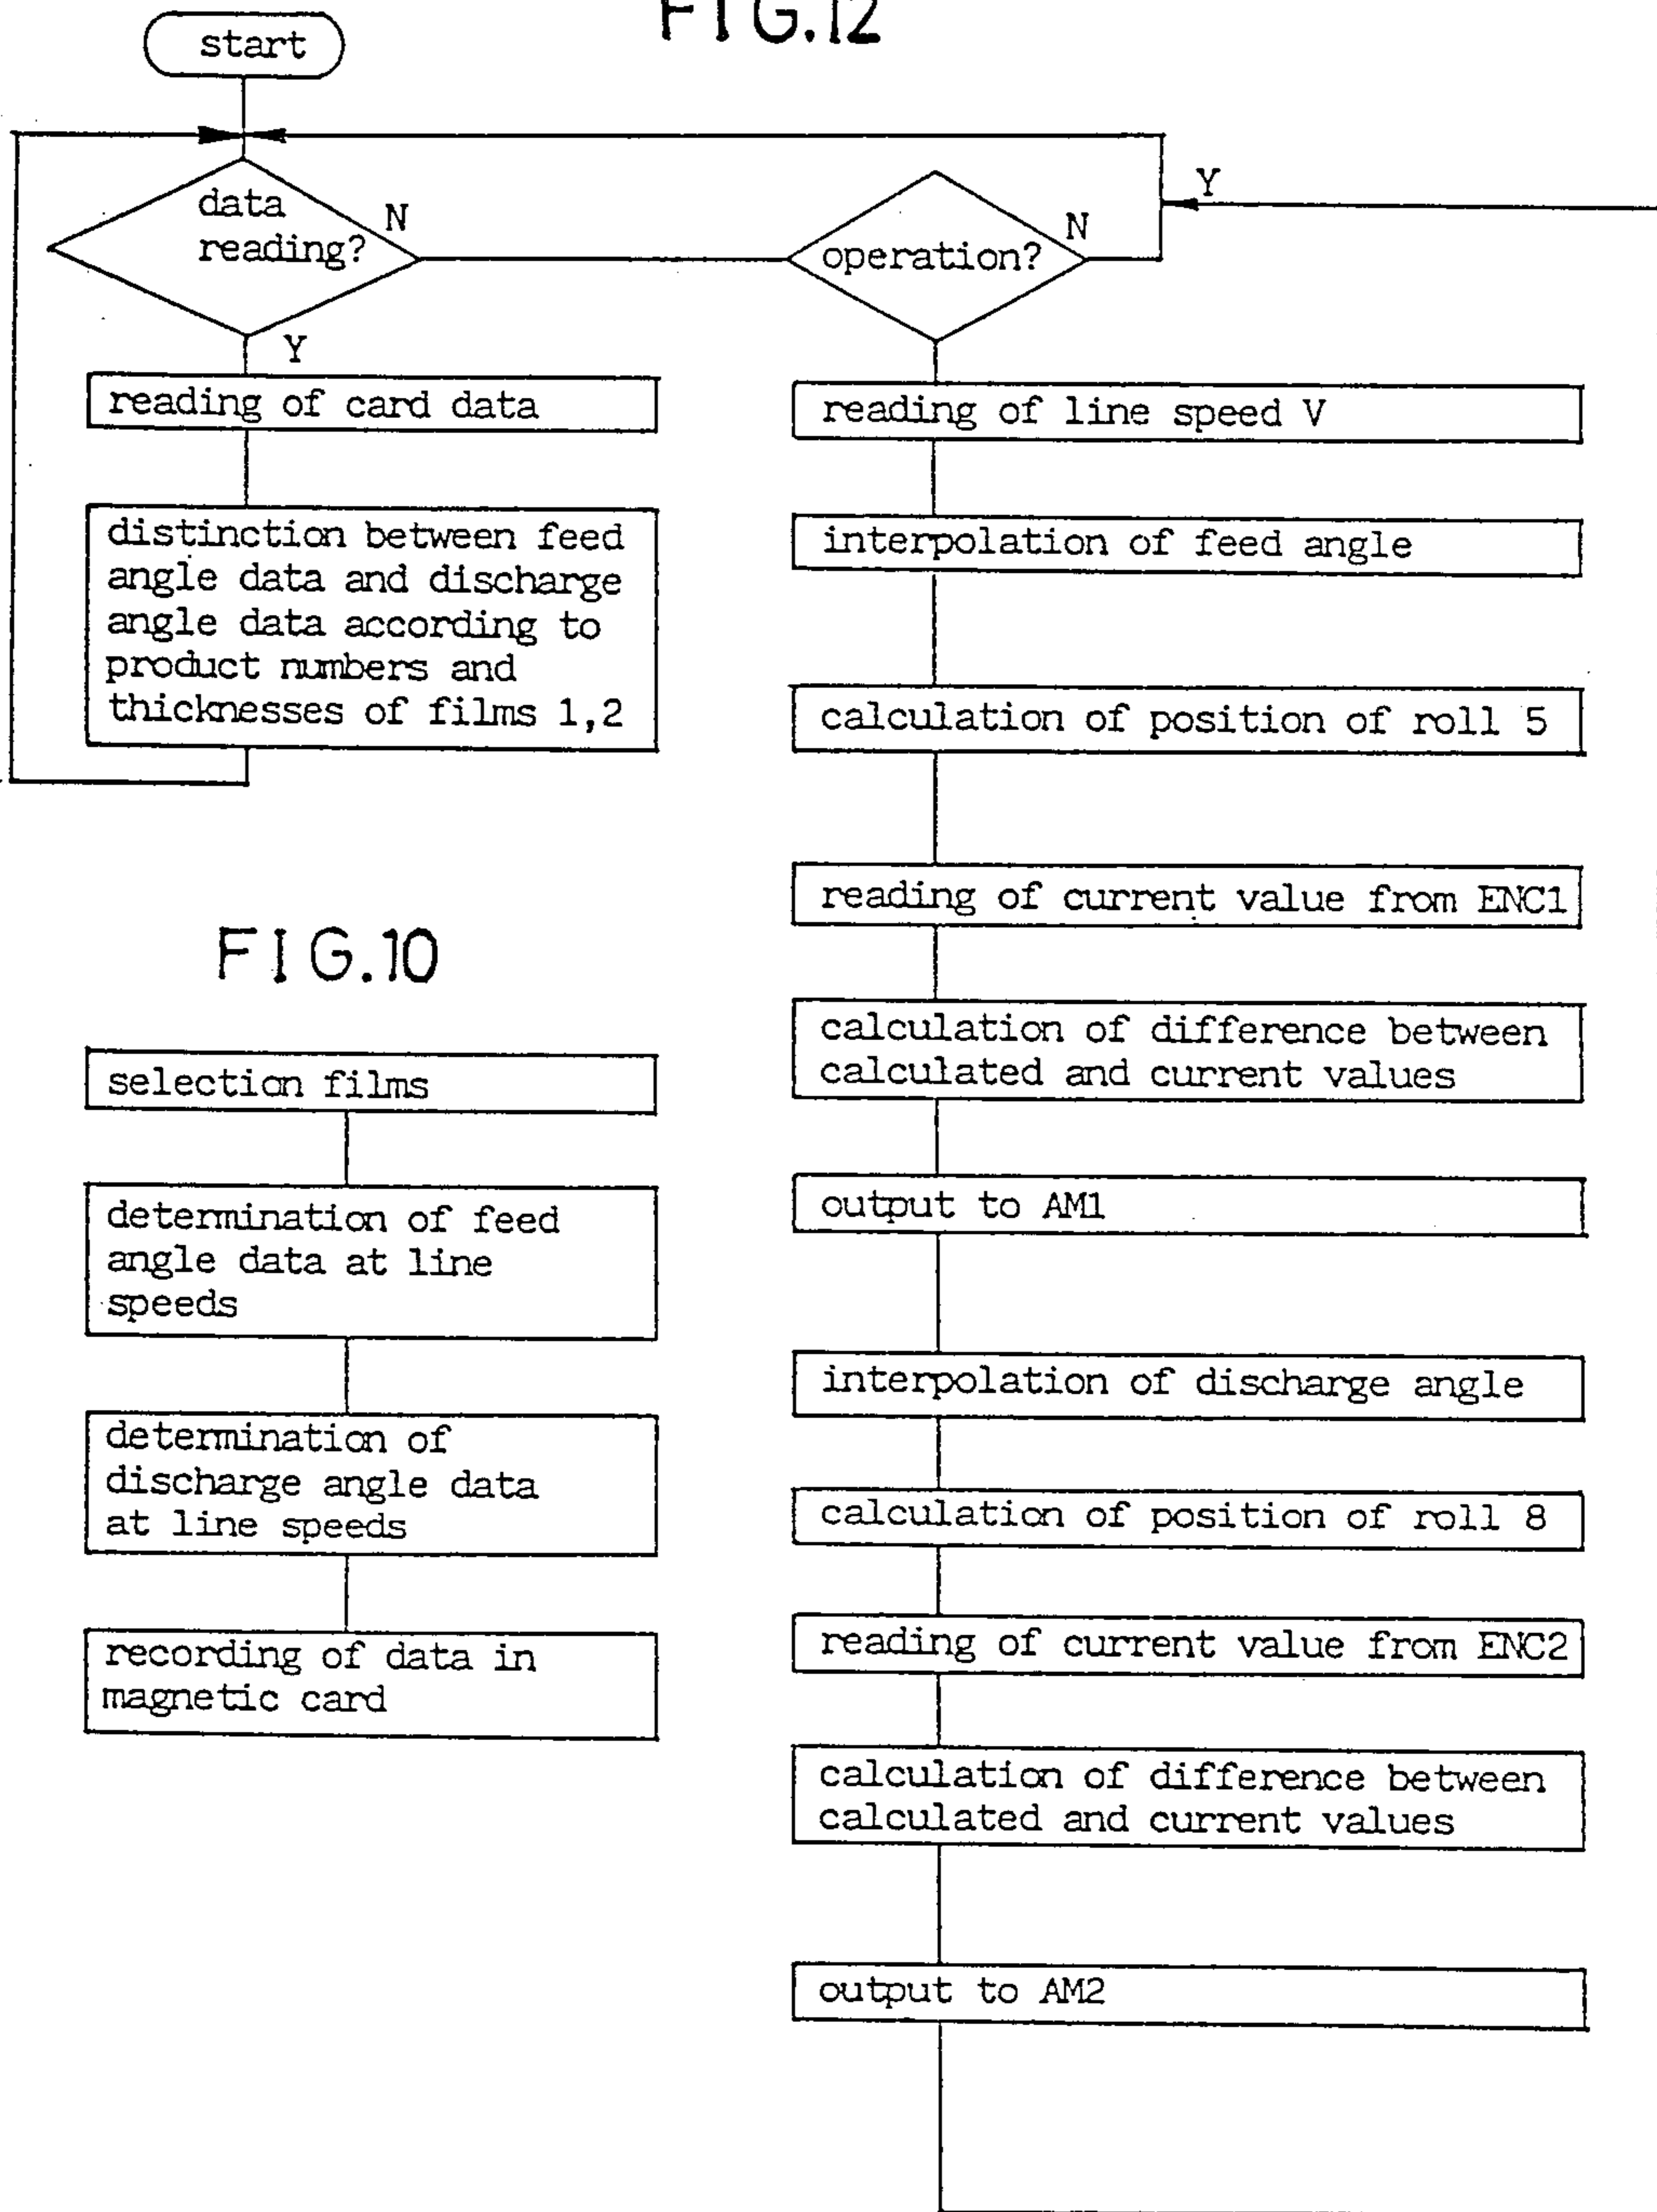 FIG.12
start
data
reading?
N
Y
reading of card data
distinction between feed
angle data and discharge
angle data according to
product numbers and
thicknesses of films 1,2
operation?
N
Y
reading of line speed V
interpolation of feed angle
calculation of position of roll 5
reading of current value from ENC1
calculation of difference between
calculated and current values
output to AM1
interpolation of discharge angle
calculation of position of roll 8
reading of current value from ENC2
calculation of difference between
calculated and current values
output to AM2
FIG.10
selection films
determination of feed
angle data at line
speeds
determination of
discharge angle data
at line speeds
recording of data in
magnetic card